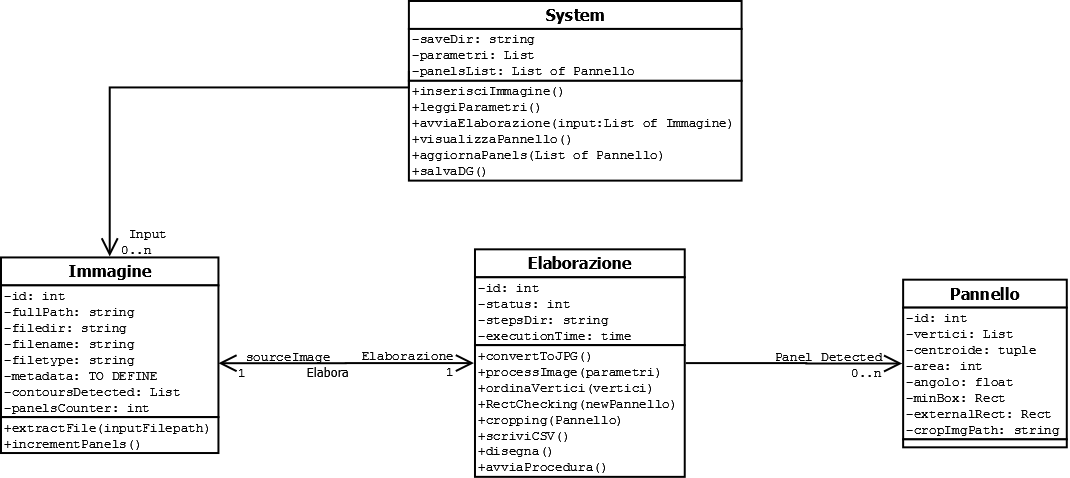 System
-saveDir: string
-parametri: List
-panelsList: List of Pannello
+inserisciImmagine()
+leggiParametri()
+avviaElaborazione(input:List of Immagine)
+visualizzaPannello()
+aggiornaPanels(List of Pannello)
+salvaDG()
Input
0..n
Immagine
-id: int
-fullPath: string
-filedir: string
-filename: string
-filetype: string
-metadata: TO DEFINE
-contoursDetected: List
-panelsCounter: int
+extractFile(inputFilepath)
+incrementPanels()
sourceImage
Elaborazione
1
Elabora
1
Elaborazione
-id: int
-status: int
-stepsDir: string
-executionTime: time
+convertToJPG()
+processImage(parametri)
+ordinaVertici(vertici)
+RectChecking(newPannello)
+cropping(Pannello)
+scriviCSV()
+disegna()
+avviaProcedura()
Panel Detected
0..n
Pannello
-id: int
-vertici: List
-centroide: tuple
-area: int
-angolo: float
-minBox: Rect
-externalRect: Rect
-cropImgPath: string